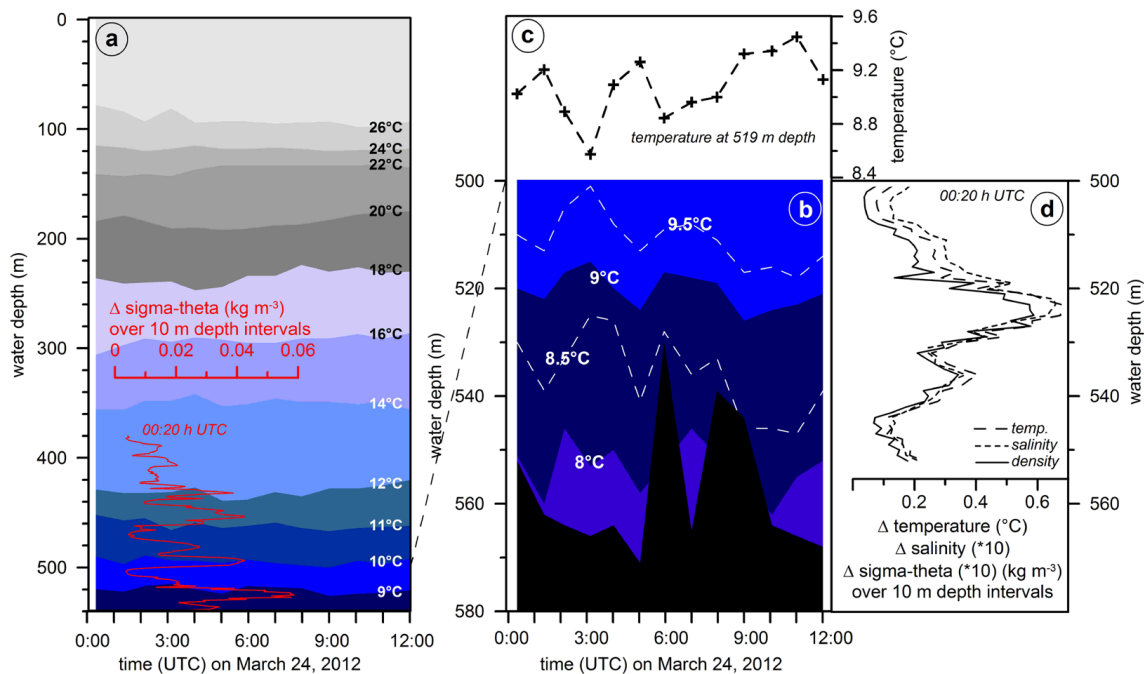 a
0
100
200
300
400
500
water depth (m)
26°C
24°C
22°C
20°C
18°C
16°C
14°C
12°C
11°C
10°C
9°C
Δ sigma-theta (kg m⁻³)
over 10 m depth intervals
0 0.02 0.04 0.06
00:20 h UTC
0:00 3:00 6:00 9:00 12:00
time (UTC) on March 24, 2012
c
9.6
9.2
8.8
8.4
temperature (°C)
temperature at 519 m depth
b
500
520
540
560
580
water depth (m)
9.5°C
9°C
8.5°C
8°C
0:00 3:00 6:00 9:00 12:00
time (UTC) on March 24, 2012
00:20 h UTC
d
500
520
540
560
water depth (m)
temp.
salinity
density
0.2 0.4 0.6
Δ temperature (°C)
Δ salinity (*10)
Δ sigma-theta (*10) (kg m⁻³)
over 10 m depth intervals